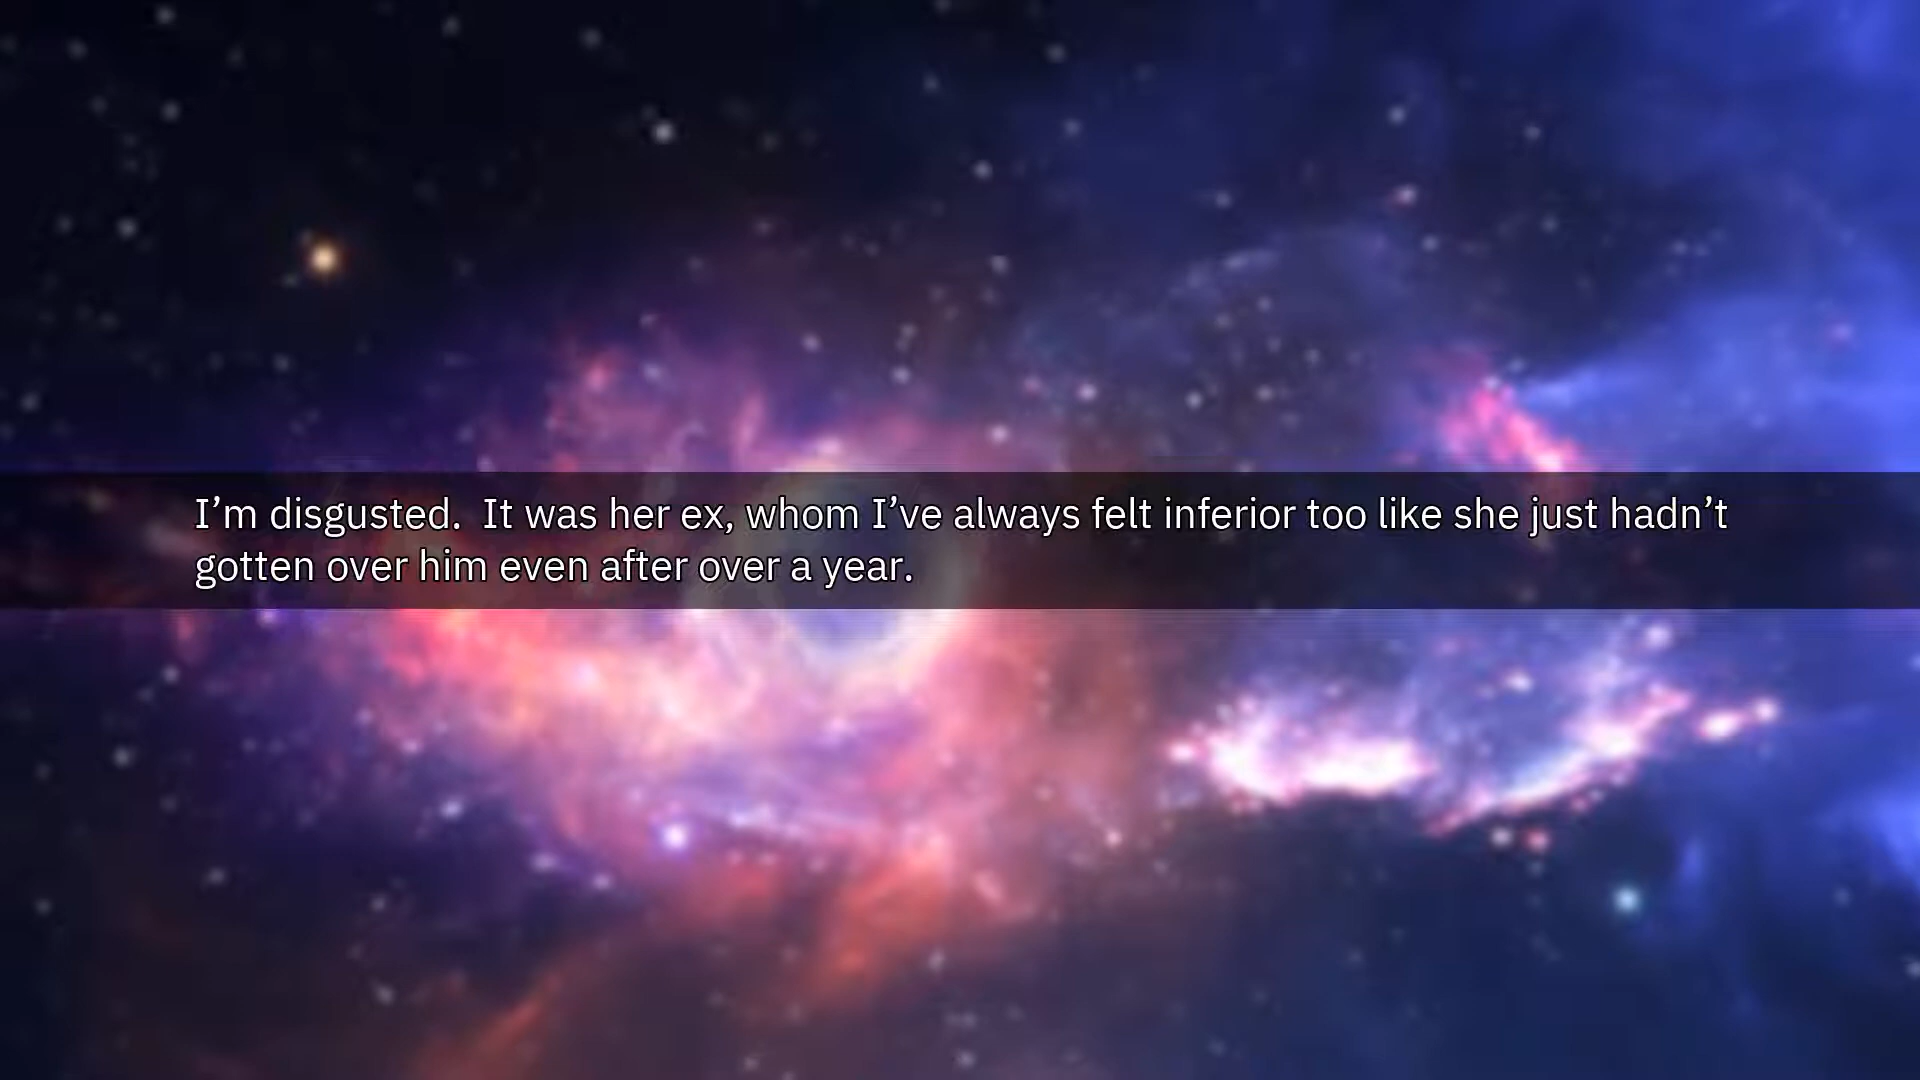 I’m disgusted.  It was her ex, whom I’ve always felt inferior too like she just hadn’t
gotten over him even after over a year.